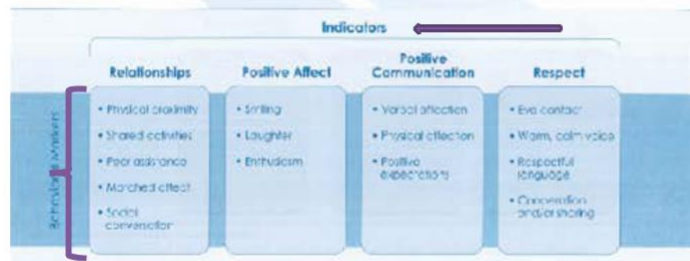 Indicators
Relationships
Positive Affect
Positive
Communication
Respect
Behavioral Markers
• Physical proximity
• Shared activities
• Peer assistance
• Matched affect
• Social
conversation
• Smiling
• Laughter
• Enthusiasm
• Verbal affection
• Physical affection
• Positive
expectations
• Eye contact
• Warm, calm voice
• Respectful
language
• Cooperation
and/or sharing